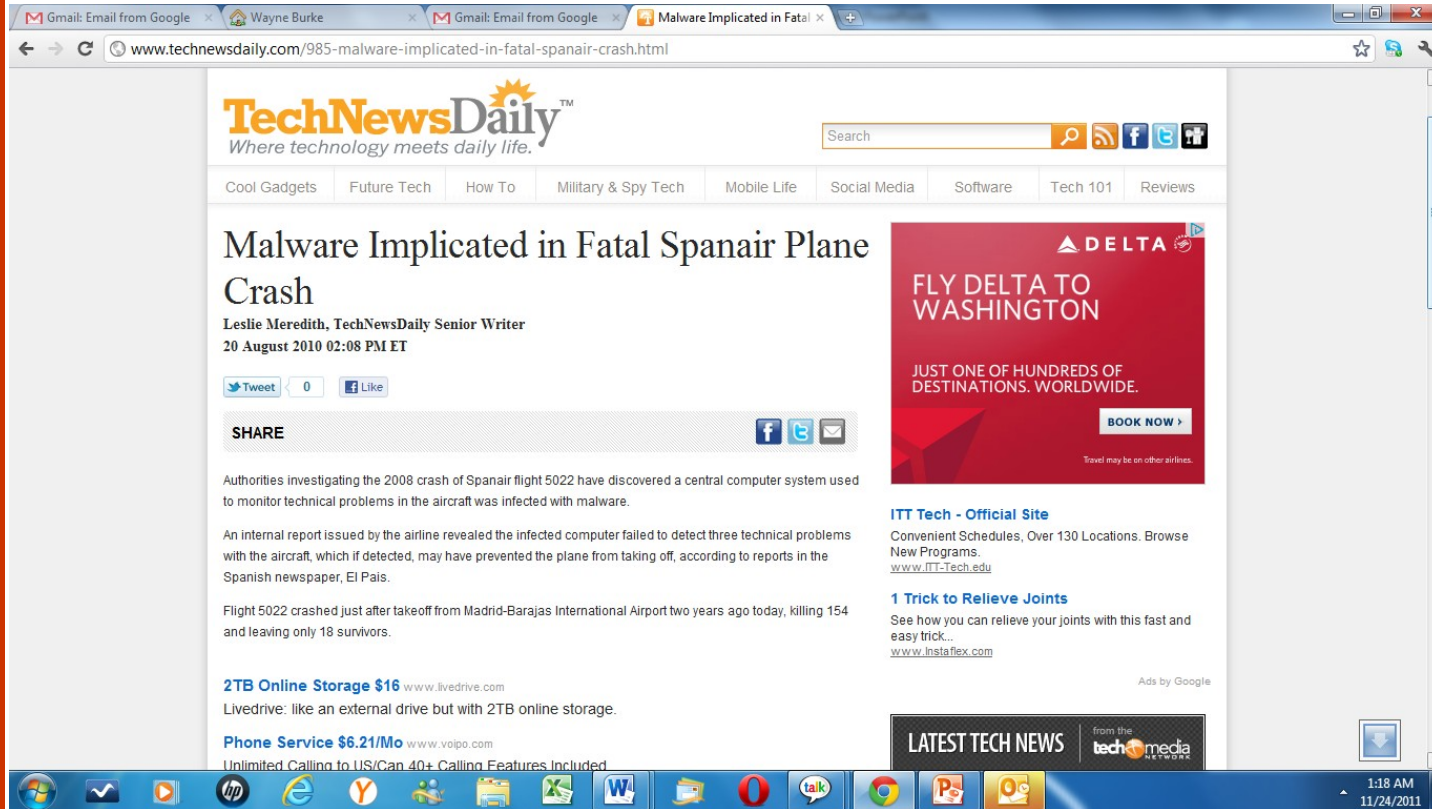 Gmail: Email from Google
Wayne Burke
Gmail: Email from Google
Malware Implicated in Fatal
www.technewsdaily.com/985-malware-implicated-in-fatal-spanair-crash.html
TechNewsDaily™
Where technology meets daily life.
Search
Cool Gadgets Future Tech How To Military & Spy Tech Mobile Life Social Media Software Tech 101 Reviews
Malware Implicated in Fatal Spanair Plane
Crash
Leslie Meredith, TechNewsDaily Senior Writer
20 August 2010 02:08 PM ET
Tweet 0 Like
SHARE
Authorities investigating the 2008 crash of Spanair flight 5022 have discovered a central computer system used
to monitor technical problems in the aircraft was infected with malware.
An internal report issued by the airline revealed the infected computer failed to detect three technical problems
with the aircraft, which if detected, may have prevented the plane from taking off, according to reports in the
Spanish newspaper, El Pais.
Flight 5022 crashed just after takeoff from Madrid-Barajas International Airport two years ago today, killing 154
and leaving only 18 survivors.
2TB Online Storage $16 www.livedrive.com
Livedrive: like an external drive but with 2TB online storage.
Phone Service $6.21/Mo www.voipo.com
Unlimited Calling to US/Can 40+ Calling Features Included
DELTA
FLY DELTA TO
WASHINGTON
JUST ONE OF HUNDREDS OF
DESTINATIONS. WORLDWIDE.
BOOK NOW ›
Travel may be on other airlines.
ITT Tech - Official Site
Convenient Schedules, Over 130 Locations. Browse
New Programs.
www.ITT-Tech.edu
1 Trick to Relieve Joints
See how you can relieve your joints with this fast and
easy trick...
www.Instaflex.com
Ads by Google
LATEST TECH NEWS
from the
techmedia
NETWORK
hp
talk
1:18 AM
11/24/2011